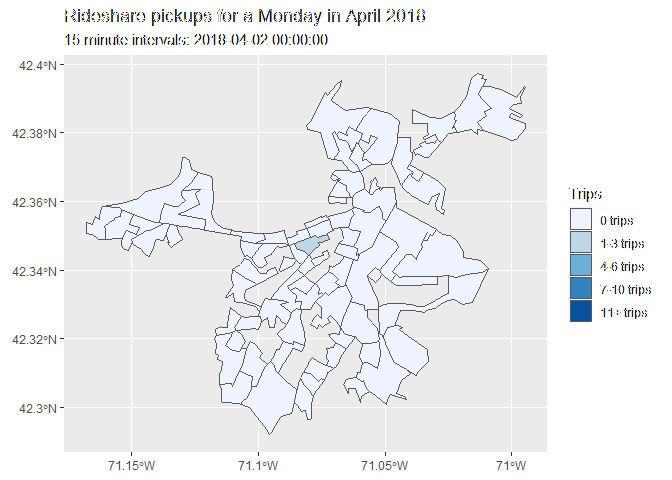 Rideshare pickups for a Monday in April 2018
15 minute intervals: 2018-04-02 00:00:00
42.4°N
42.38°N
42.36°N
42.34°N
42.32°N
42.3°N
71.15°W
71.1°W
71.05°W
71°W
Trips
0 trips
1-3 trips
4-6 trips
7-10 trips
11+ trips